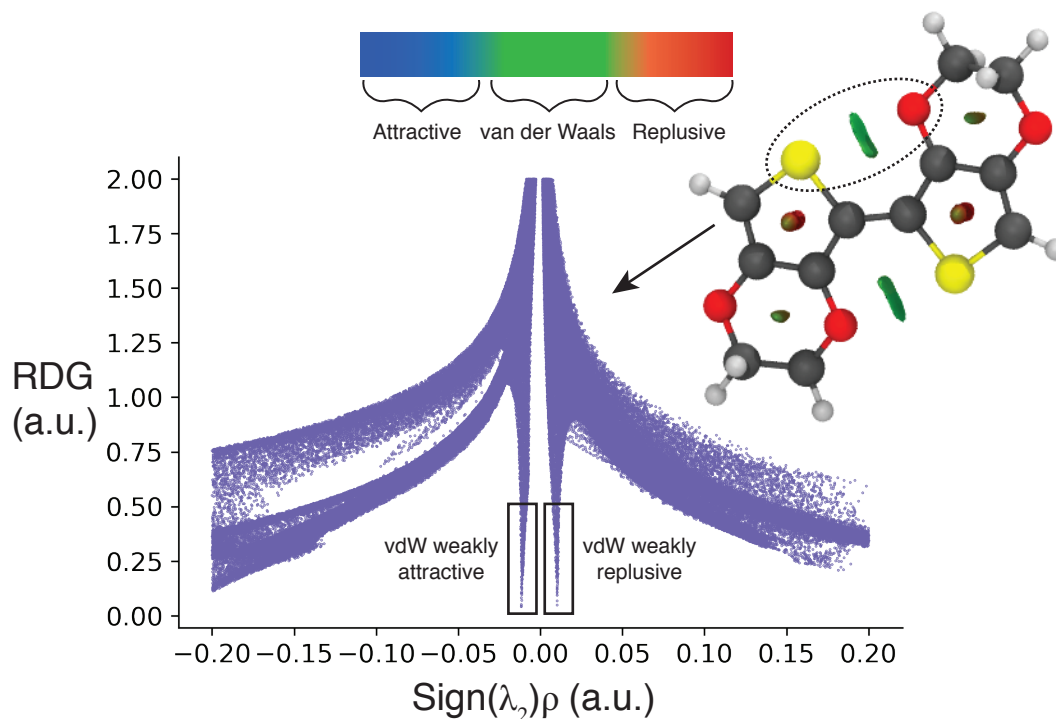 Attractive van der Waals Replusive
2.00
1.75
1.50
1.25
1.00
0.75
0.50
0.25
0.00
RDG
(a.u.)
vdW weakly
attractive
vdW weakly
replusive
−0.20 −0.15 −0.10 −0.05 0.00 0.05 0.10 0.15 0.20
Sign(λ₂)ρ (a.u.)